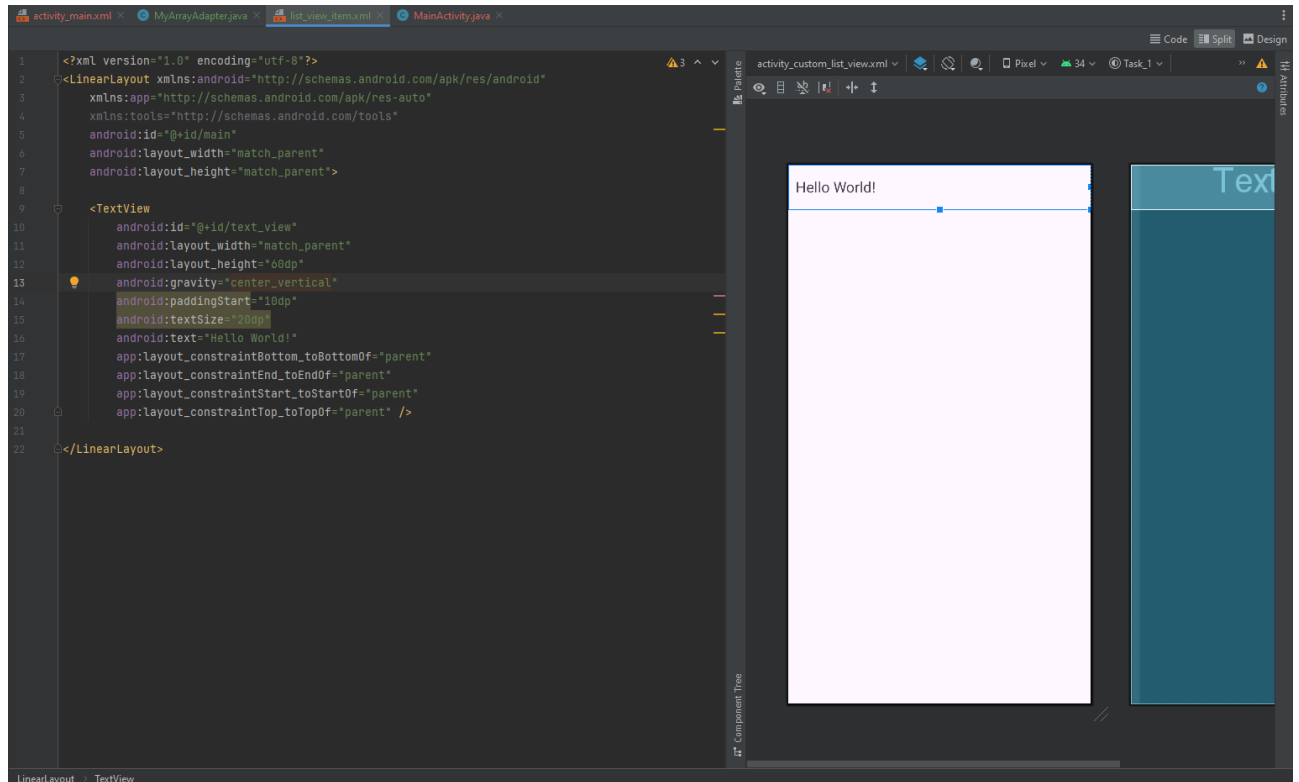 activity_main.xml MyArrayAdapter.java list_view_item.xml MainActivity.java
Code Split Design
1 <?xml version="1.0" encoding="utf-8"?>
2 <LinearLayout xmlns:android="http://schemas.android.com/apk/res/android"
3 xmlns:app="http://schemas.android.com/apk/res-auto"
4 xmlns:tools="http://schemas.android.com/tools"
5 android:id="@+id/main"
6 android:layout_width="match_parent"
7 android:layout_height="match_parent">
8
9 <TextView
10 android:id="@+id/text_view"
11 android:layout_width="match_parent"
12 android:layout_height="60dp"
13 android:gravity="center_vertical"
14 android:paddingStart="10dp"
15 android:textSize="20dp"
16 android:text="Hello World!"
17 app:layout_constraintBottom_toBottomOf="parent"
18 app:layout_constraintEnd_toEndOf="parent"
19 app:layout_constraintStart_toStartOf="parent"
20 app:layout_constraintTop_toTopOf="parent" />
21
22 </LinearLayout>
3
Palette
activity_custom_list_view.xml Pixel 34 Task_1
Attributes
Hello World!
Text
Component Tree
LinearLayout > TextView